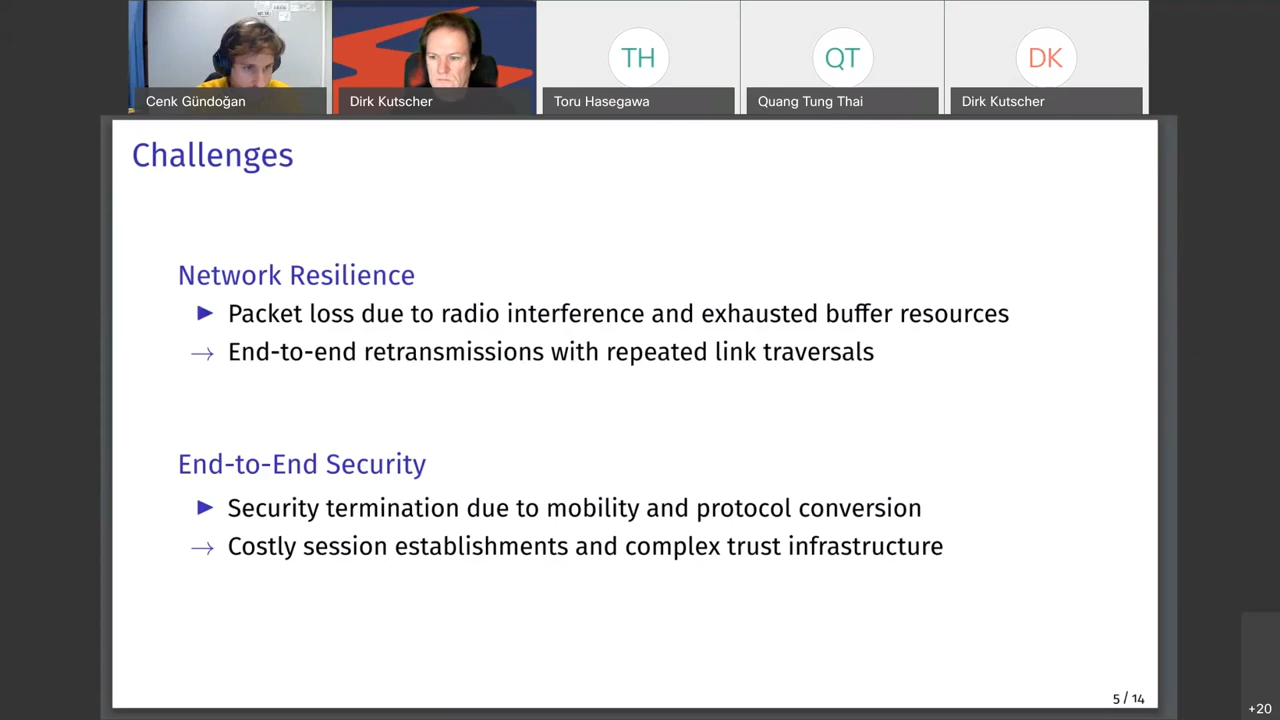 TH
QT
DK
Cenk Gündoğan
Dirk Kutscher
Toru Hasegawa
Quang Tung Thai
Dirk Kutscher
Challenges
Network Resilience
▶ Packet loss due to radio interference and exhausted buffer resources
→ End-to-end retransmissions with repeated link traversals
End-to-End Security
▶ Security termination due to mobility and protocol conversion
→ Costly session establishments and complex trust infrastructure
5 / 14
+20